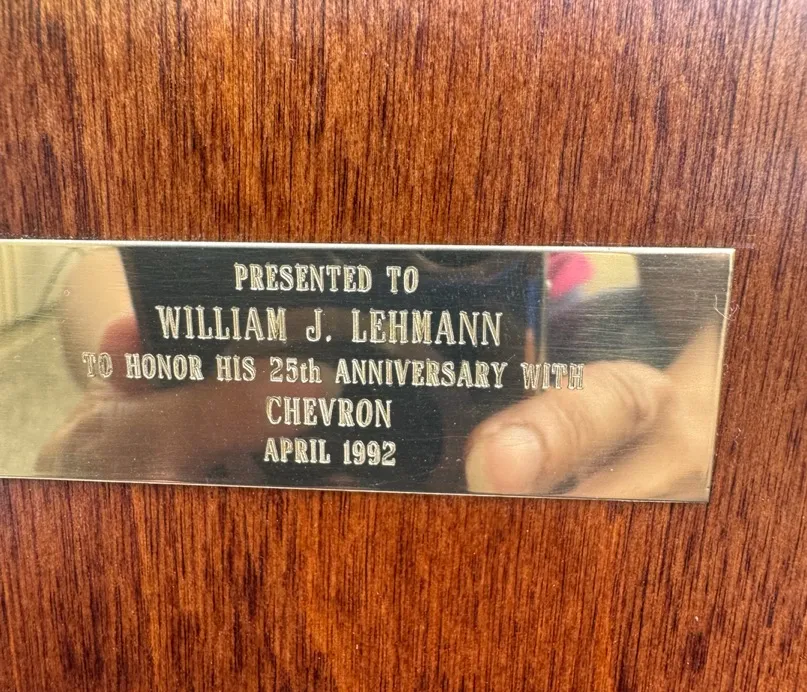 PRESENTED TO
WILLIAM J. LEHMANN
TO HONOR HIS 25th ANNIVERSARY WITH
CHEVRON
APRIL 1992